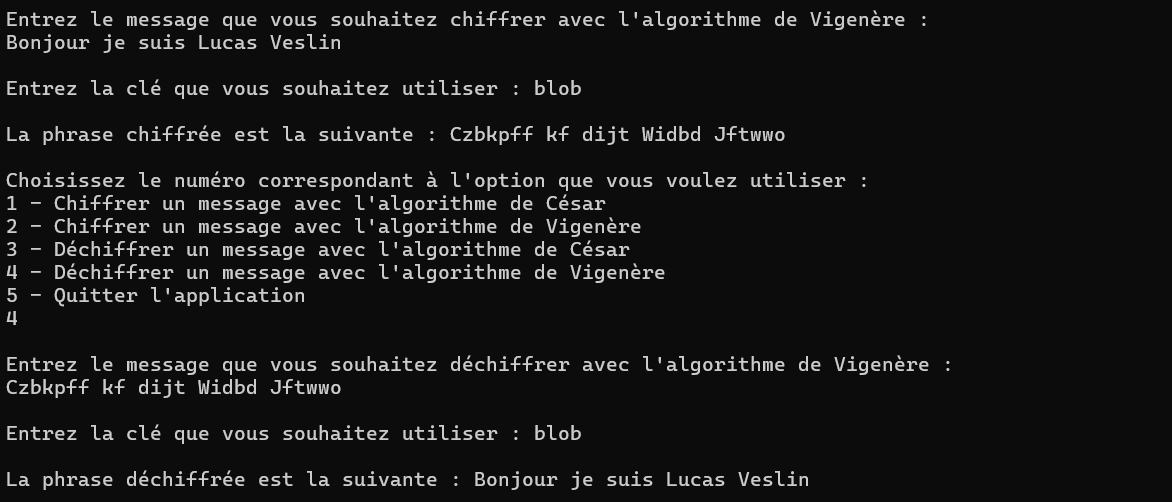 Entrez le message que vous souhaitez chiffrer avec l'algorithme de Vigenère :
Bonjour je suis Lucas Veslin
Entrez la clé que vous souhaitez utiliser : blob
La phrase chiffrée est la suivante : Czbkpff kf dijt Widbd Jftwwo
Choisissez le numéro correspondant à l'option que vous voulez utiliser :
1 - Chiffrer un message avec l'algorithme de César
2 - Chiffrer un message avec l'algorithme de Vigenère
3 - Déchiffrer un message avec l'algorithme de César
4 - Déchiffrer un message avec l'algorithme de Vigenère
5 - Quitter l'application
4
Entrez le message que vous souhaitez déchiffrer avec l'algorithme de Vigenère :
Czbkpff kf dijt Widbd Jftwwo
Entrez la clé que vous souhaitez utiliser : blob
La phrase déchiffrée est la suivante : Bonjour je suis Lucas Veslin